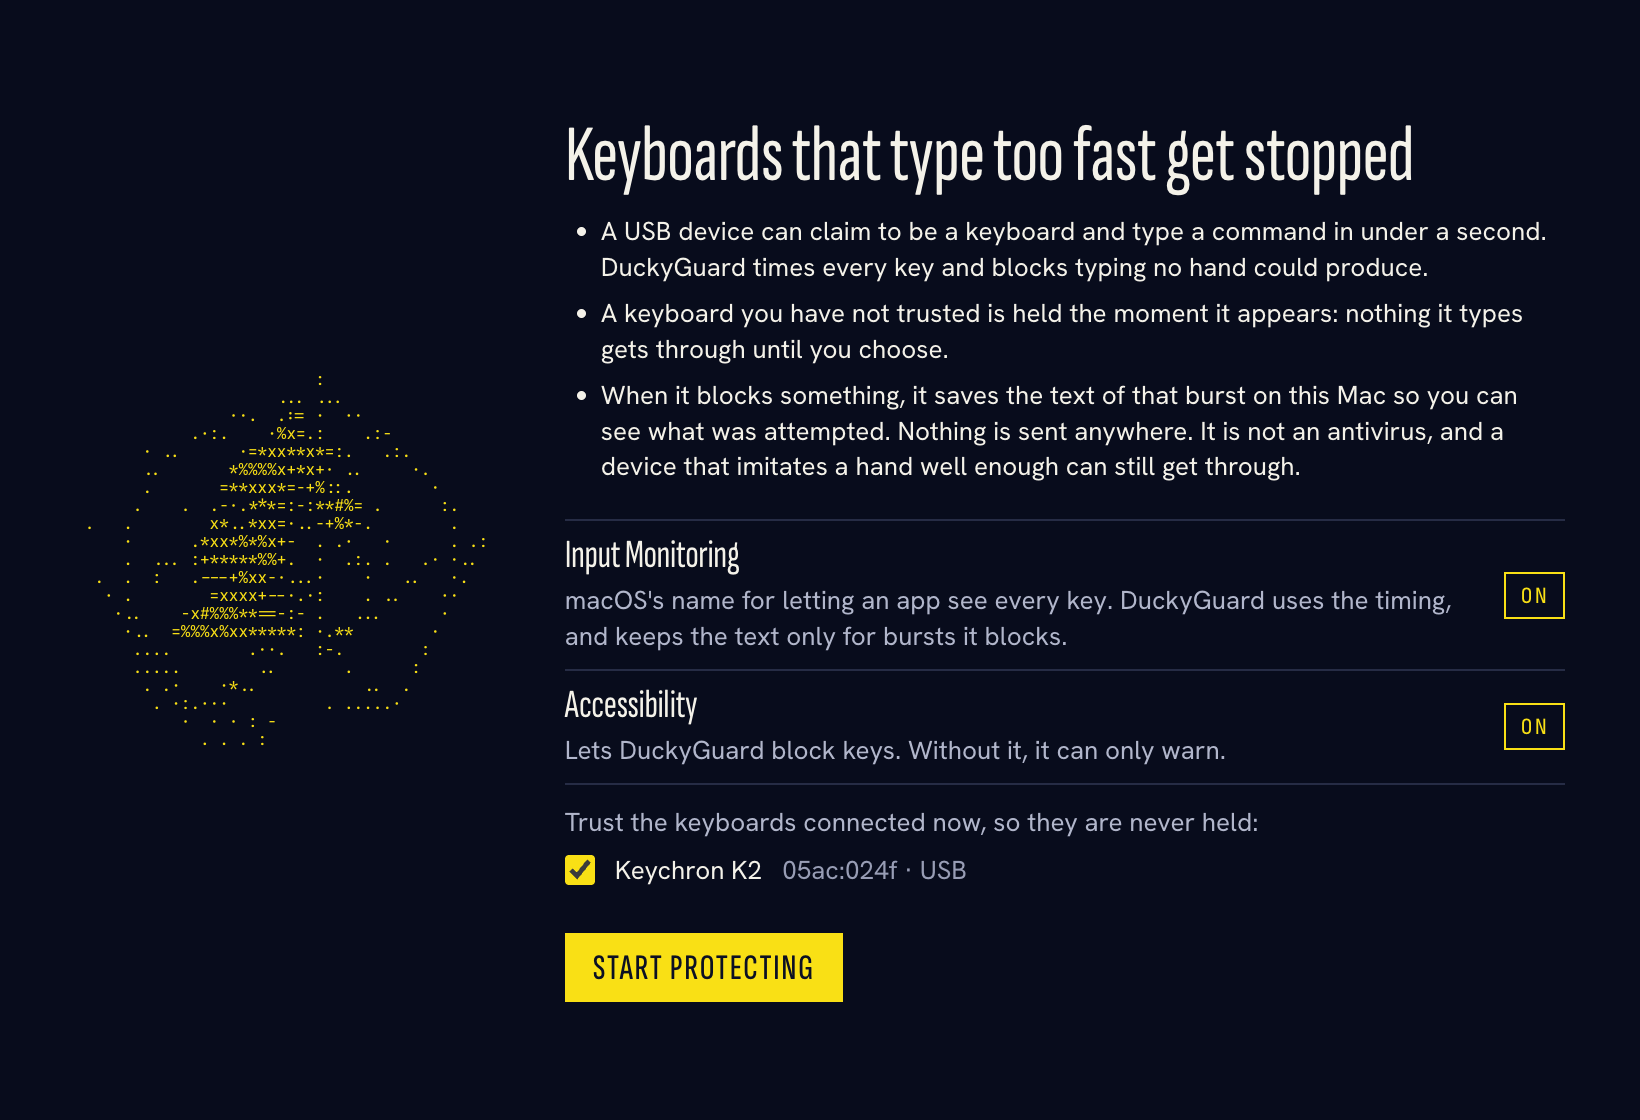 Keyboards that type too fast get stopped
• A USB device can claim to be a keyboard and type a command in under a second.
DuckyGuard times every key and blocks typing no hand could produce.
• A keyboard you have not trusted is held the moment it appears: nothing it types
gets through until you choose.
• When it blocks something, it saves the text of that burst on this Mac so you can
see what was attempted. Nothing is sent anywhere. It is not an antivirus, and a
device that imitates a hand well enough can still get through.
Input Monitoring
macOS's name for letting an app see every key. DuckyGuard uses the timing,
and keeps the text only for bursts it blocks.
ON
Accessibility
Lets DuckyGuard block keys. Without it, it can only warn.
ON
Trust the keyboards connected now, so they are never held:
Keychron K2 05ac:024f · USB
START PROTECTING